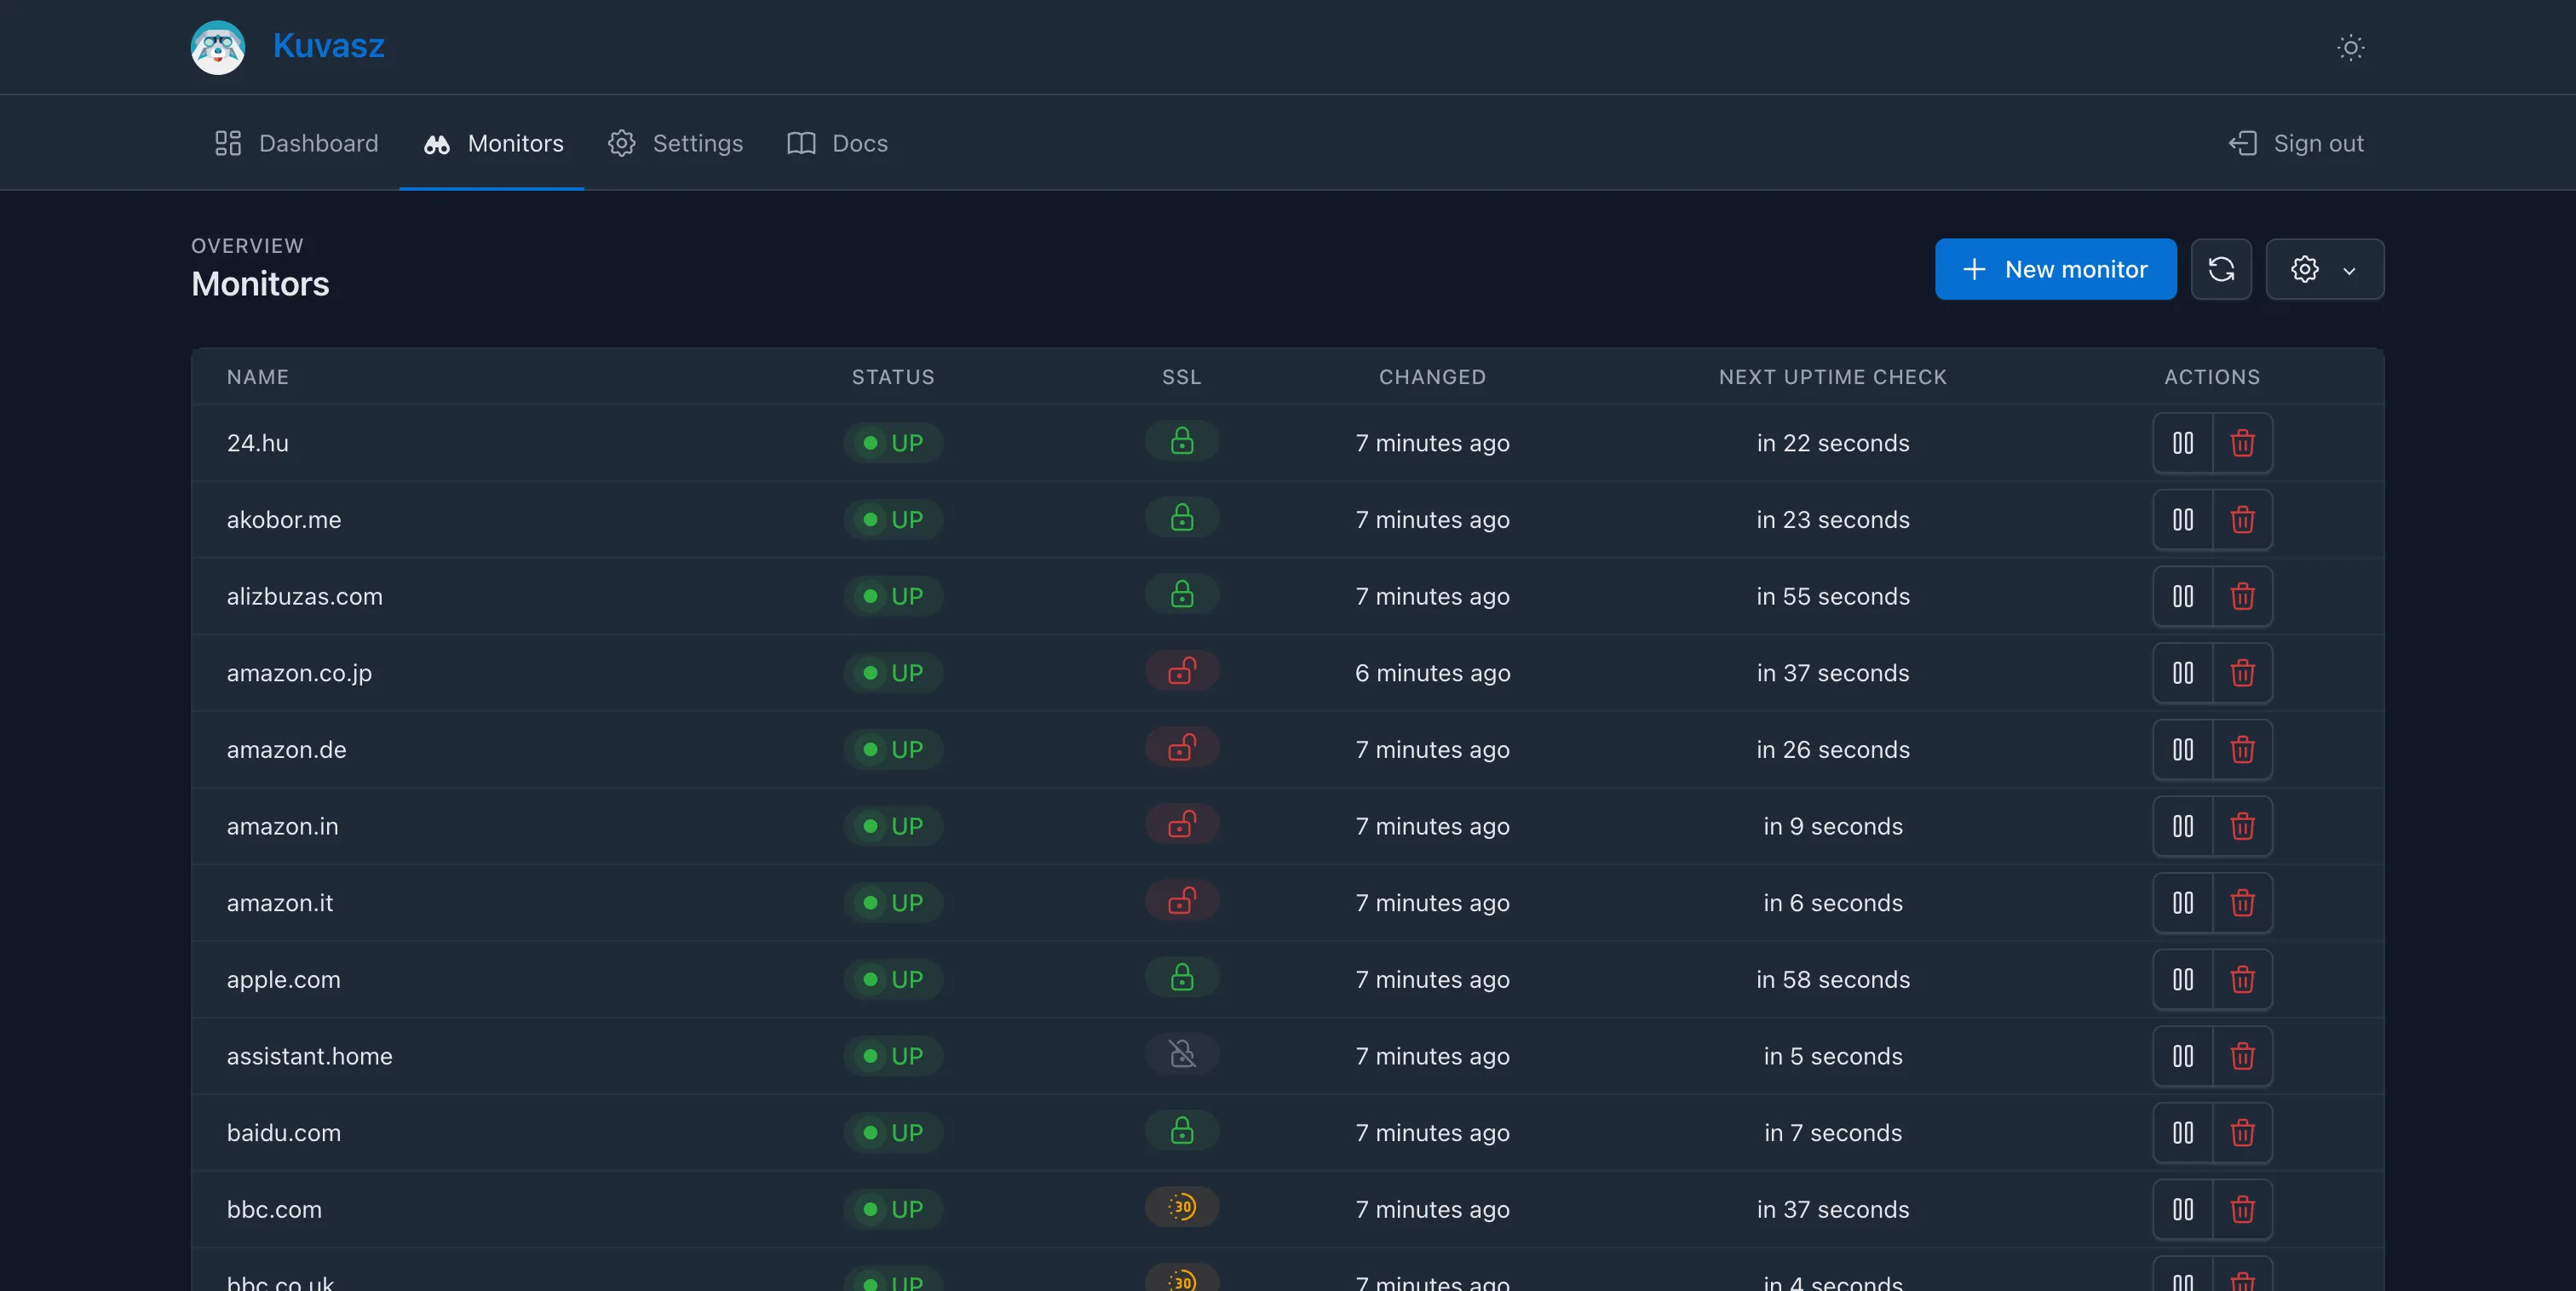 Kuvasz
Dashboard Monitors Settings Docs Sign out
OVERVIEW
Monitors
New monitor
NAME STATUS SSL CHANGED NEXT UPTIME CHECK ACTIONS
24.hu UP 7 minutes ago in 22 seconds
akobor.me UP 7 minutes ago in 23 seconds
alizbuzas.com UP 7 minutes ago in 55 seconds
amazon.co.jp UP 6 minutes ago in 37 seconds
amazon.de UP 7 minutes ago in 26 seconds
amazon.in UP 7 minutes ago in 9 seconds
amazon.it UP 7 minutes ago in 6 seconds
apple.com UP 7 minutes ago in 58 seconds
assistant.home UP 7 minutes ago in 5 seconds
baidu.com UP 7 minutes ago in 7 seconds
bbc.com UP 30 7 minutes ago in 37 seconds
bbc.co.uk UP 30 7 minutes ago in 4 seconds